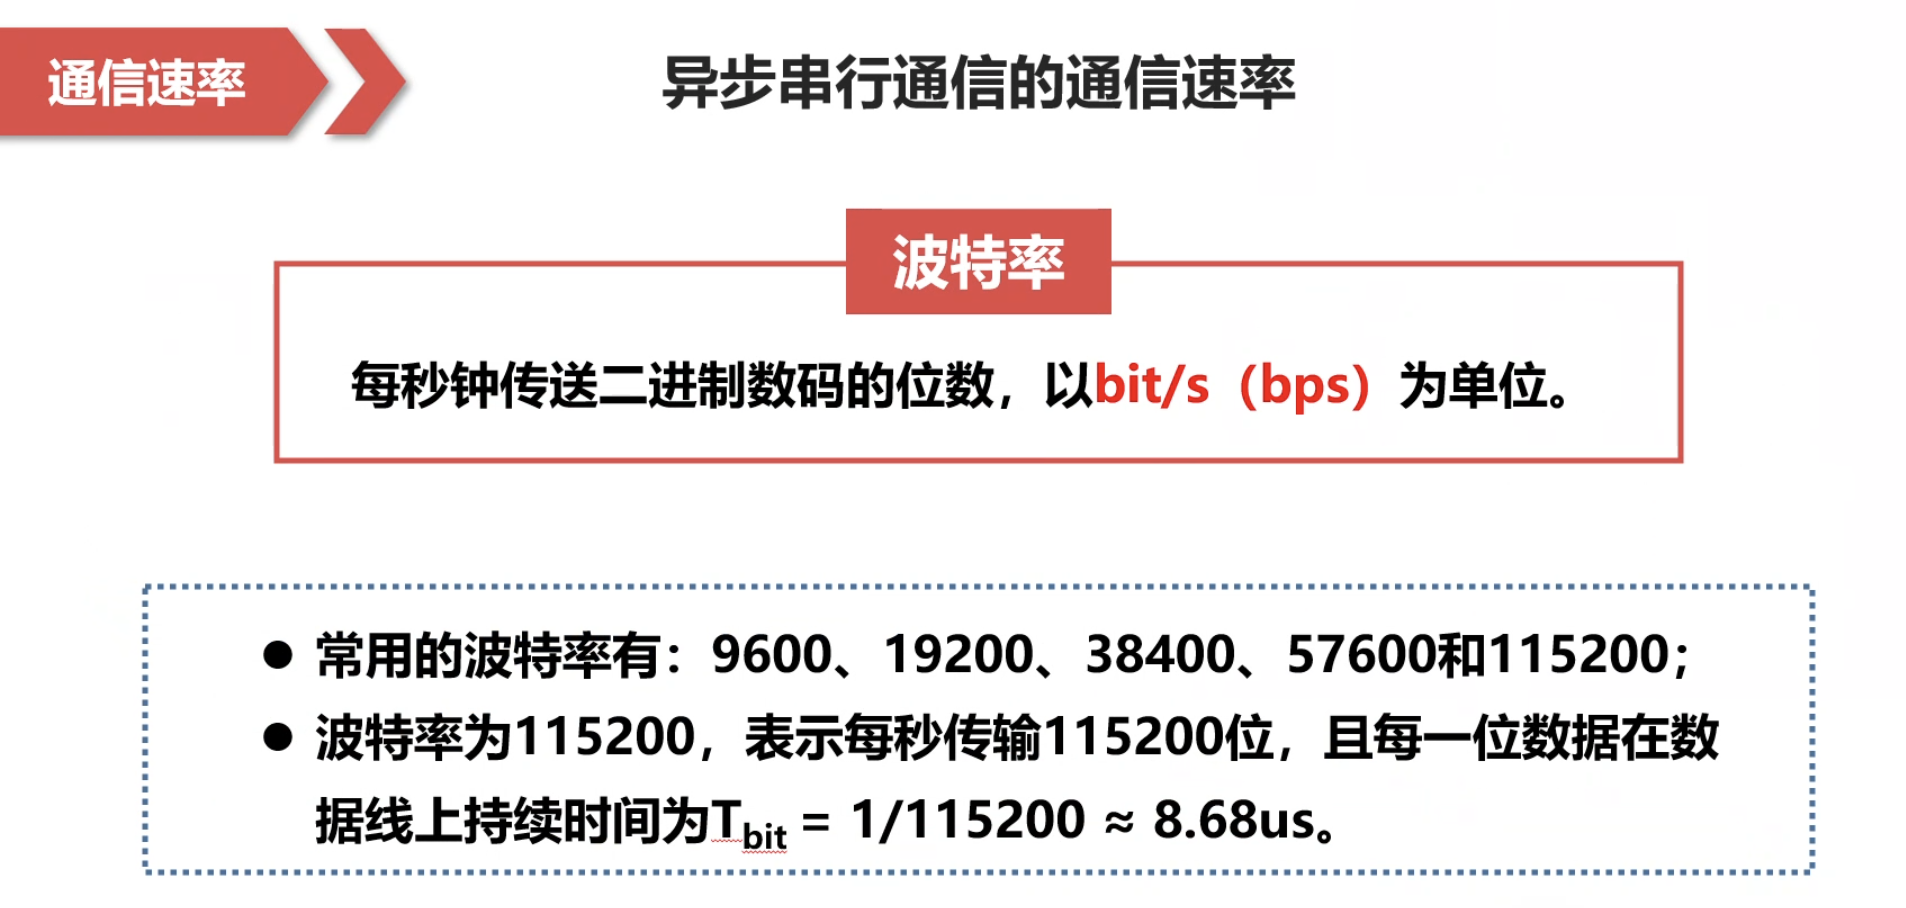 通信速率
异步串行通信的通信速率
波特率
每秒钟传送二进制数码的位数，以bit/s（bps）为单位。
● 常用的波特率有：9600、19200、38400、57600和115200；
● 波特率为115200，表示每秒传输115200位，且每一位数据在数
据线上持续时间为Tbit = 1/115200 ≈ 8.68us。